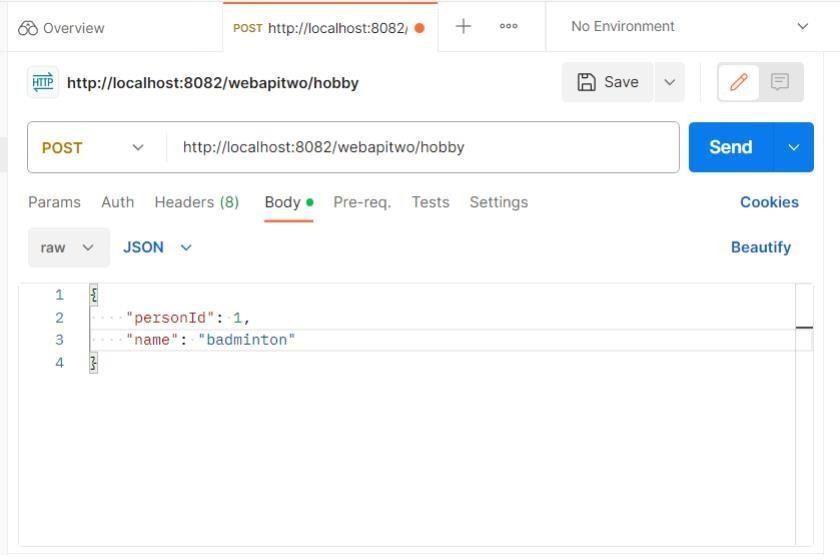 Overview
POST http://localhost:8082/
No Environment
HTTP http://localhost:8082/webapitwo/hobby
Save
POST http://localhost:8082/webapitwo/hobby
Send
Params Auth Headers (8) Body Pre-req. Tests Settings
Cookies
raw JSON
Beautify
1 {
2 "personId": 1,
3 "name": "badminton"
4 }